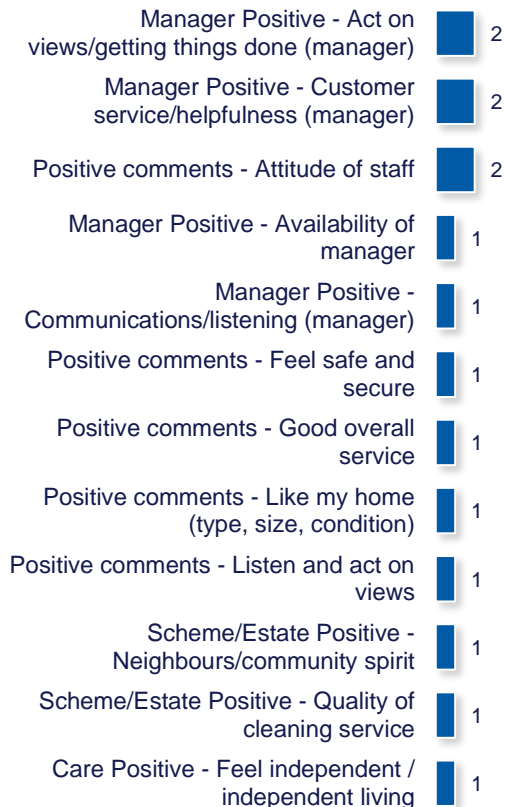 Manager Positive - Act on
views/getting things done (manager)
2
Manager Positive - Customer
service/helpfulness (manager)
2
Positive comments - Attitude of staff
2
Manager Positive - Availability of
manager
1
Manager Positive -
Communications/listening (manager)
1
Positive comments - Feel safe and
secure
1
Positive comments - Good overall
service
1
Positive comments - Like my home
(type, size, condition)
1
Positive comments - Listen and act on
views
1
Scheme/Estate Positive -
Neighbours/community spirit
1
Scheme/Estate Positive - Quality of
cleaning service
1
Care Positive - Feel independent /
independent living
1